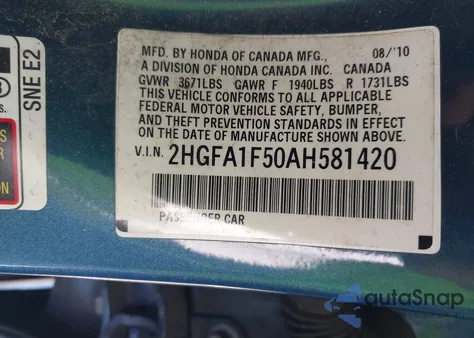 SNE E2
MFD. BY HONDA OF CANADA MFG., 08/'10
A DIVISION OF HONDA CANADA INC. CANADA
GVWR 3671LBS GAWR F 1940LBS R 1731LBS
THIS VEHICLE CONFORMS TO ALL APPLICABLE
FEDERAL MOTOR VEHICLE SAFETY, BUMPER,
AND THEFT PREVENTION STANDARDS IN EFFECT
ON THE DATE OF MANUFACTURE SHOWN ABOVE.
V.I.N. 2HGFA1F50AH581420
PASSENGER CAR
autoSnap